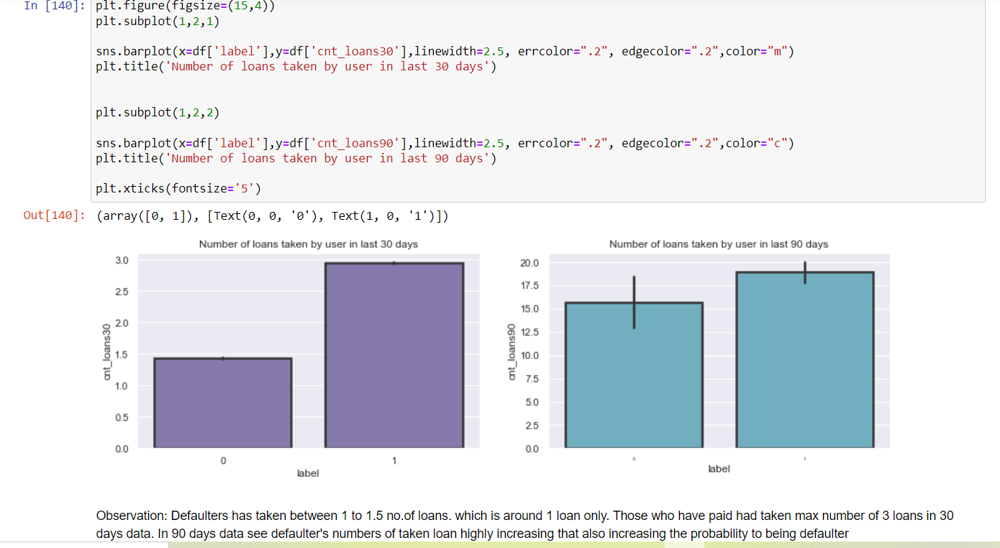 In [140]: plt.figure(figsize=(15,4))
plt.subplot(1,2,1)
sns.barplot(x=df['label'],y=df['cnt_loans30'],linewidth=2.5, errcolor=".2", edgecolor=".2",color="m")
plt.title('Number of loans taken by user in last 30 days')
plt.subplot(1,2,2)
sns.barplot(x=df['label'],y=df['cnt_loans90'],linewidth=2.5, errcolor=".2", edgecolor=".2",color="c")
plt.title('Number of loans taken by user in last 90 days')
plt.xticks(fontsize='5')
Out[140]: (array([0, 1]), [Text(0, 0, '0'), Text(1, 0, '1')])
Number of loans taken by user in last 30 days
3.0
2.5
2.0
1.5
1.0
0.5
0.0
cnt_loans30
0 1
label
Number of loans taken by user in last 90 days
20.0
17.5
15.0
12.5
10.0
7.5
5.0
2.5
0.0
cnt_loans90
0 1
label
Observation: Defaulters has taken between 1 to 1.5 no.of loans. which is around 1 loan only. Those who have paid had taken max number of 3 loans in 30
days data. In 90 days data see defaulter's numbers of taken loan highly increasing that also increasing the probability to being defaulter